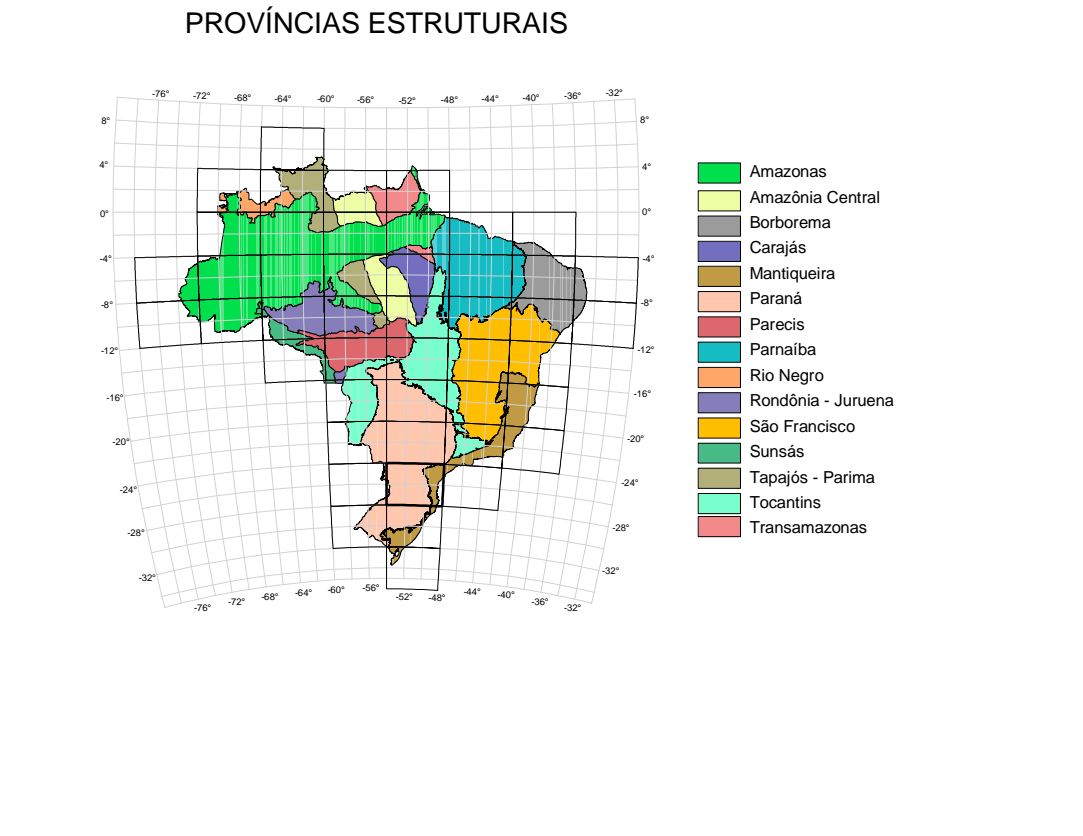 PROVÍNCIAS ESTRUTURAIS
-76° -72° -68° -64° -60° -56° -52° -48° -44° -40° -36° -32°
8° 8°
4° 4°
0° 0°
-4° -4°
-8° -8°
-12° -12°
-16° -16°
-20° -20°
-24° -24°
-28° -28°
-32° -32°
-76° -72° -68° -64° -60° -56° -52° -48° -44° -40° -36° -32°
Amazonas
Amazônia Central
Borborema
Carajás
Mantiqueira
Paraná
Parecis
Parnaíba
Rio Negro
Rondônia - Juruena
São Francisco
Sunsás
Tapajós - Parima
Tocantins
Transamazonas